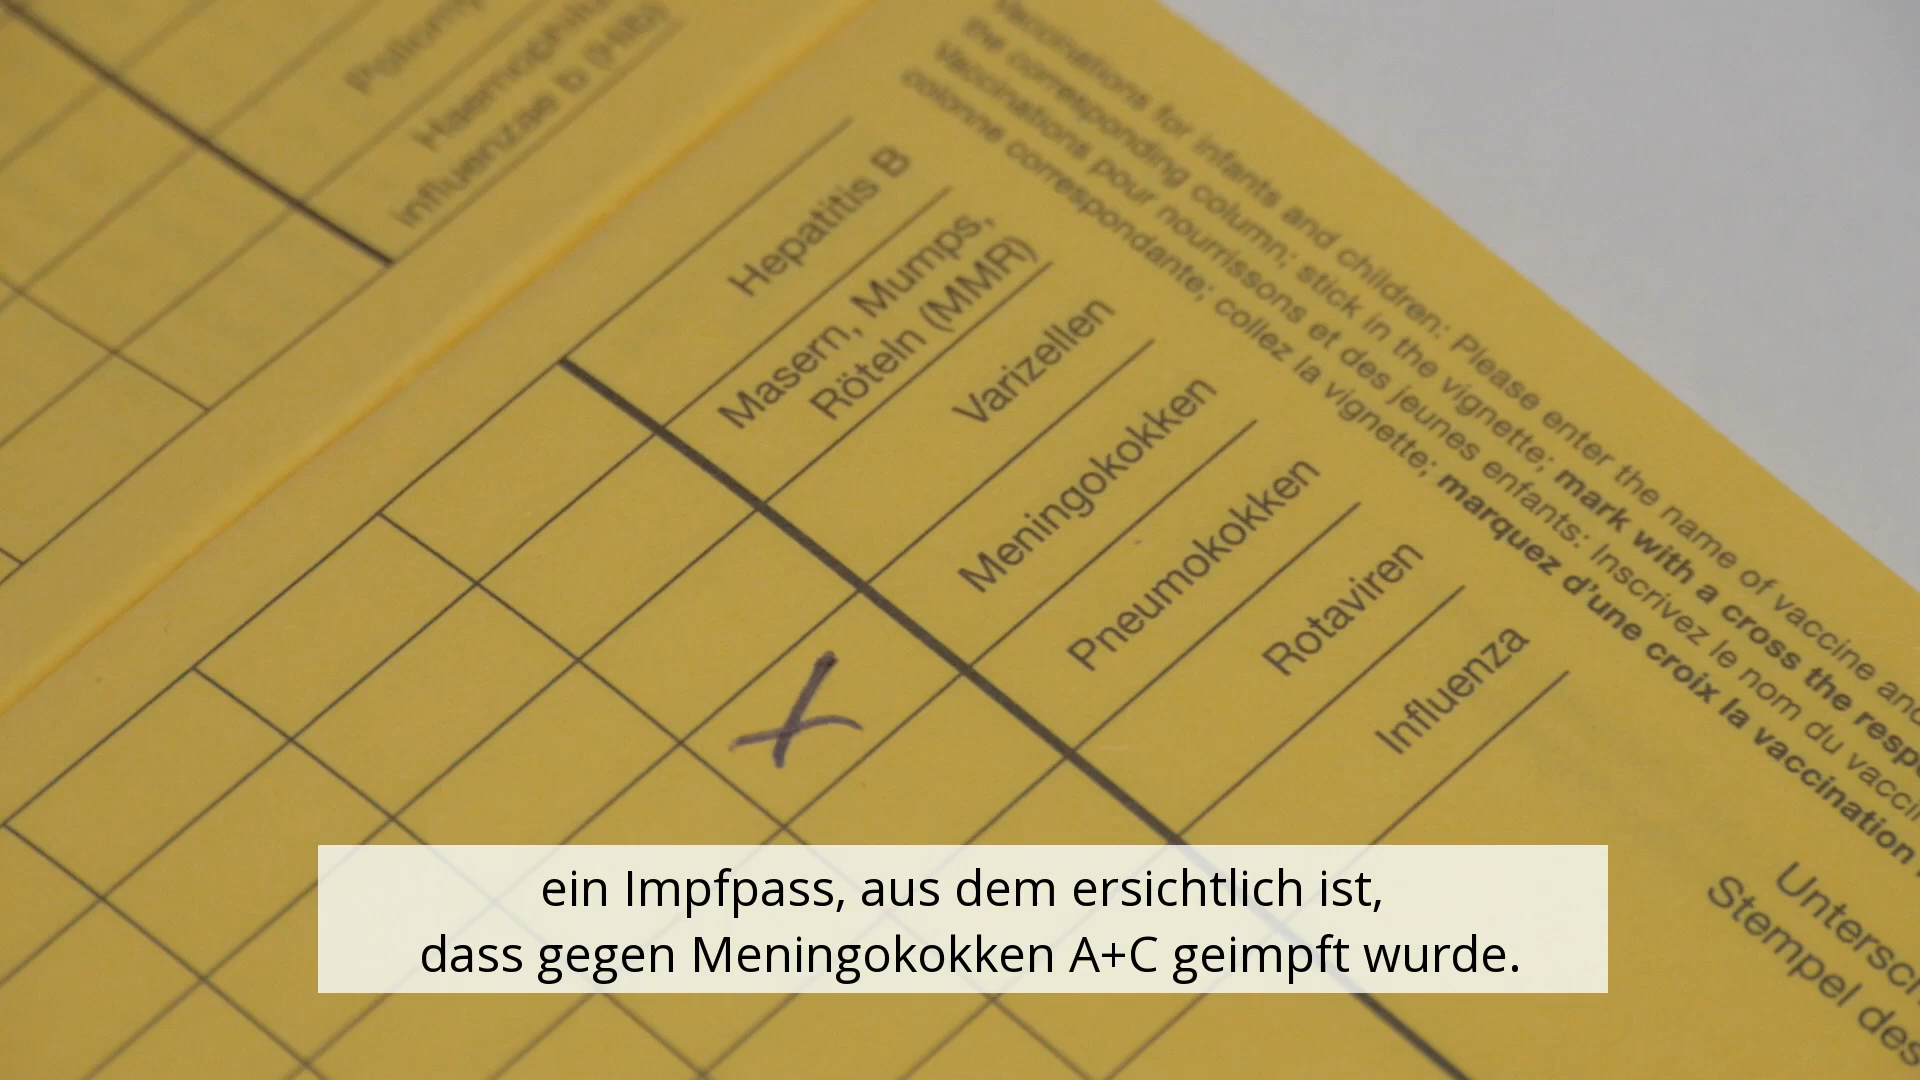 Haemophilus
influenzae b (Hib)
Hepatitis B
Masern, Mumps,
Röteln (MMR)
Varizellen
Meningokokken
Pneumokokken
Rotaviren
Influenza
Vaccinations for infants and children: Please enter the name of vaccine and
the corresponding column; stick in the vignette; mark with a cross the
Vaccinations pour nourrissons et des jeunes enfants: Inscrivez le nom du
colonne correspondante; collez la vignette; marquez d'une croix la vaccination
Stempel des
X
ein Impfpass, aus dem ersichtlich ist,
dass gegen Meningokokken A+C geimpft wurde.